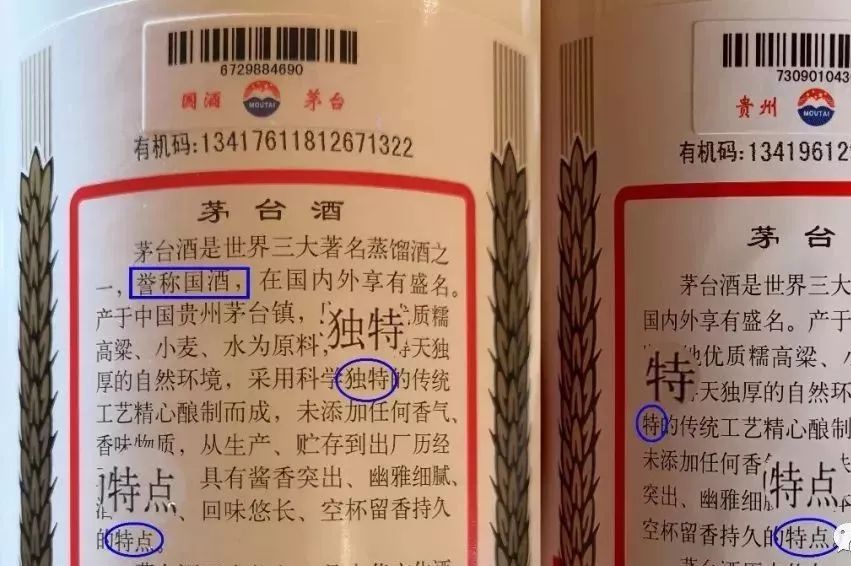 6729884690
国酒 MOUTAI 茅台
有机码:13417611812671322
茅台酒
茅台酒是世界三大著名蒸馏酒之
一，誉称国酒，在国内外享有盛名。
产于中国贵州茅台镇，
独特
质糯
高粱、小麦、水为原料，
天独
厚的自然环境，采用科学独特的传统
工艺精心酿制而成，未添加任何香气、
香味物质，从生产、贮存到出厂历经
特点
具有酱香突出、幽雅细腻、
回味悠长、空杯留香持久
的特点。
7309010430
贵州 MOUTAI
有机码:13419612
茅台
茅台酒是世界三大
国内外享有盛名。产于
优质糯高粱、小
特
天独厚的自然环
特的传统工艺精心酿制
未添加任何香
突出、幽雅细
特点
空杯留香持久的特点